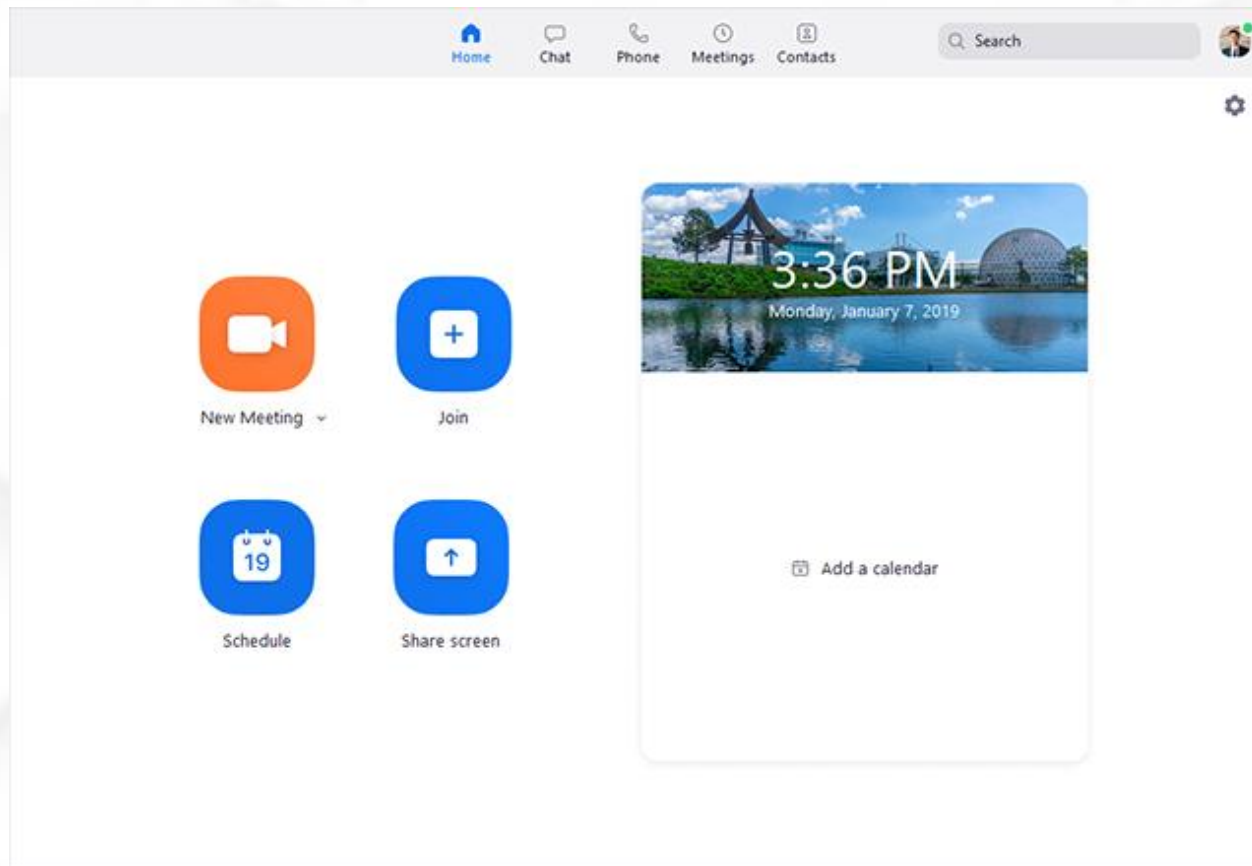 Home Chat Phone Meetings Contacts Search
3:36 PM
Monday, January 7, 2019
New Meeting Join
19
Add a calendar
Schedule Share screen